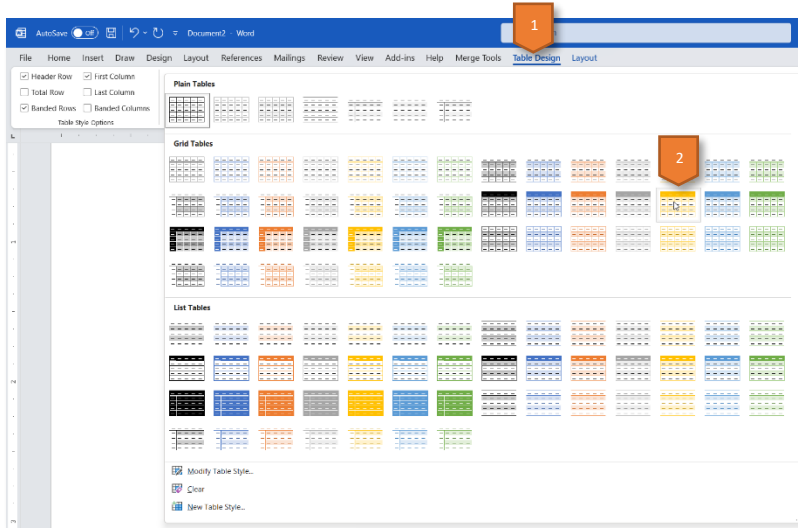 1
AutoSave Off Document2 - Word
File Home Insert Draw Design Layout References Mailings Review View Add-ins Help Merge Tools Table Design Layout
Header Row First Column
Total Row Last Column
Banded Rows Banded Columns
Table Style Options
Plain Tables
Grid Tables
2
List Tables
Modify Table Style...
Clear
New Table Style...